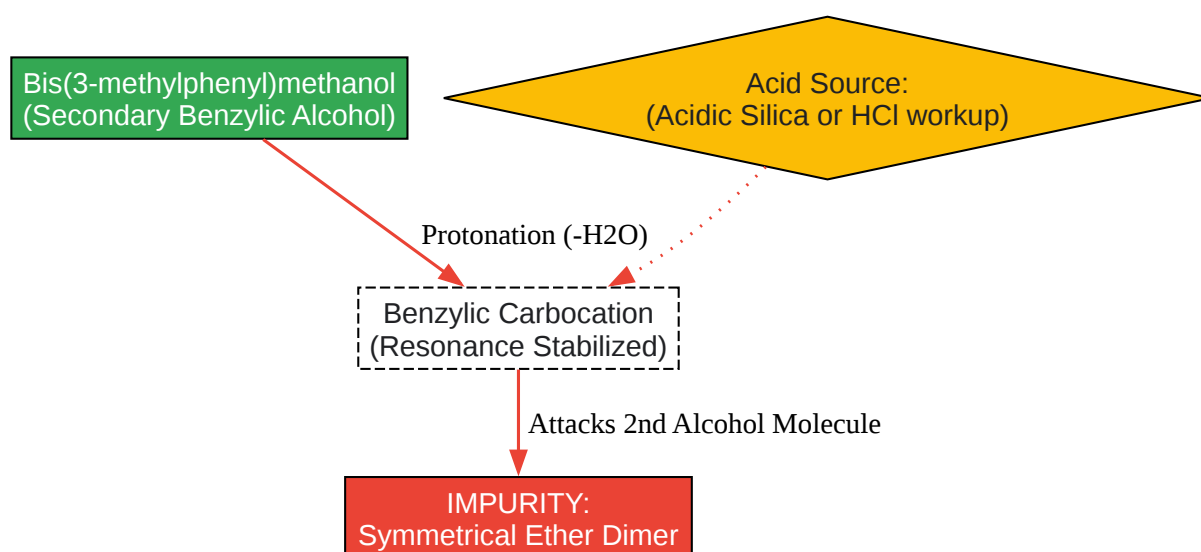 Bis(3-methylphenyl)methanol
(Secondary Benzylic Alcohol)
Acid Source:
(Acidic Silica or HCl workup)
Protonation (-H2O)
Benzylic Carbocation
(Resonance Stabilized)
Attacks 2nd Alcohol Molecule
IMPURITY:
Symmetrical Ether Dimer